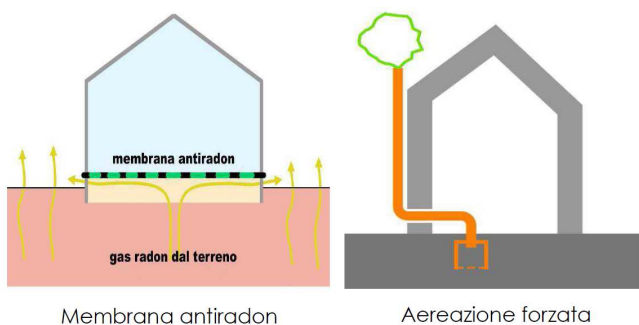 membrana antiradon
gas radon dal terreno
Membrana antiradon
Aereazione forzata